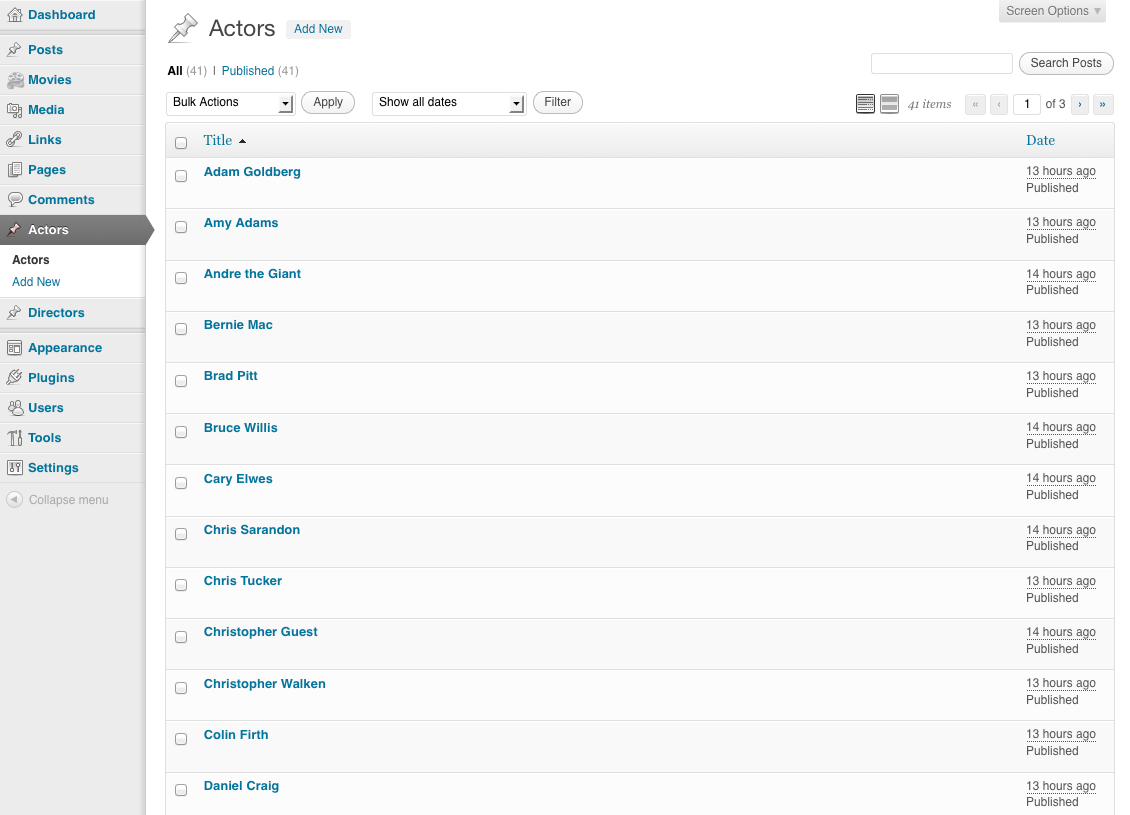 Dashboard
Posts
Movies
Media
Links
Pages
Comments
Actors
Actors
Add New
Directors
Appearance
Plugins
Users
Tools
Settings
Collapse menu
Screen Options
Actors Add New
All (41) | Published (41)
Search Posts
Bulk Actions Apply Show all dates Filter 41 items « ‹ 1 of 3 › »
Title Date
Adam Goldberg 13 hours ago
Published
Amy Adams 13 hours ago
Published
Andre the Giant 14 hours ago
Published
Bernie Mac 13 hours ago
Published
Brad Pitt 13 hours ago
Published
Bruce Willis 14 hours ago
Published
Cary Elwes 14 hours ago
Published
Chris Sarandon 14 hours ago
Published
Chris Tucker 13 hours ago
Published
Christopher Guest 14 hours ago
Published
Christopher Walken 13 hours ago
Published
Colin Firth 13 hours ago
Published
Daniel Craig 13 hours ago
Published